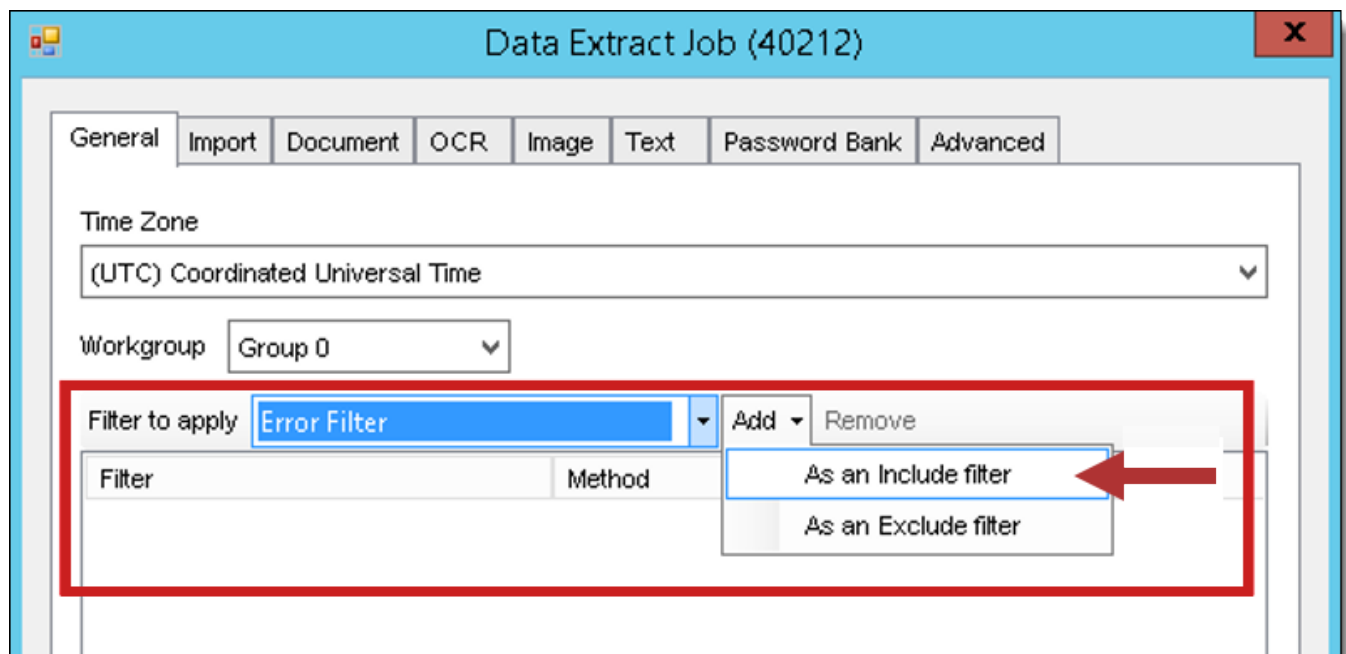 Data Extract Job (40212)
General Import Document OCR Image Text Password Bank Advanced
Time Zone
(UTC) Coordinated Universal Time
Workgroup Group 0
Filter to apply Error Filter Add Remove
Filter Method As an Include filter
As an Exclude filter